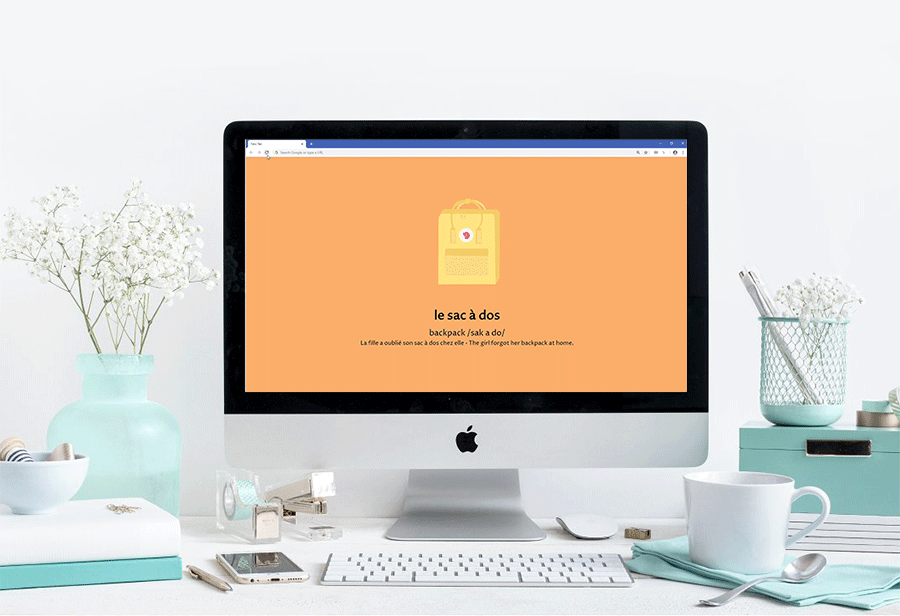 New Tab
Search Google or type a URL
le sac à dos
backpack /sak a do/
La fille a oublié son sac à dos chez elle - The girl forgot her backpack at home.